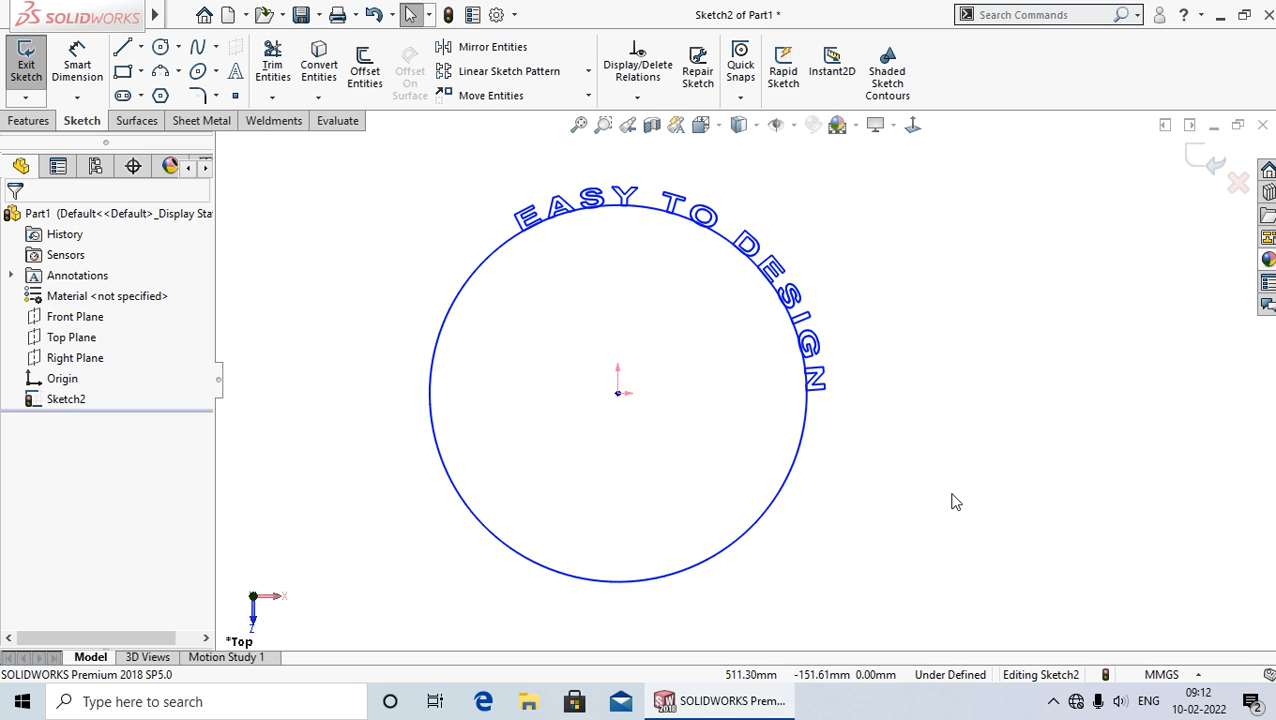 SOLIDWORKS
Sketch2 of Part1 *
Search Commands
?
Exit Sketch
Smart Dimension
Trim Entities
Convert Entities
Offset Entities
Offset On Surface
Mirror Entities
Linear Sketch Pattern
Move Entities
Display/Delete Relations
Repair Sketch
Quick Snaps
Rapid Sketch
Instant2D
Shaded Sketch Contours
Features
Sketch
Surfaces
Sheet Metal
Weldments
Evaluate
Part1 (Default<<Default>_Display Sta
History
Sensors
Annotations
Material <not specified>
Front Plane
Top Plane
Right Plane
Origin
Sketch2
EASY TO DESIGN
X
Z
*Top
Model
3D Views
Motion Study 1
SOLIDWORKS Premium 2018 SP5.0
511.30mm
-151.61mm 0.00mm
Under Defined
Editing Sketch2
MMGS
Type here to search
SOLIDWORKS Prem...
ENG
09:12
10-02-2022
2